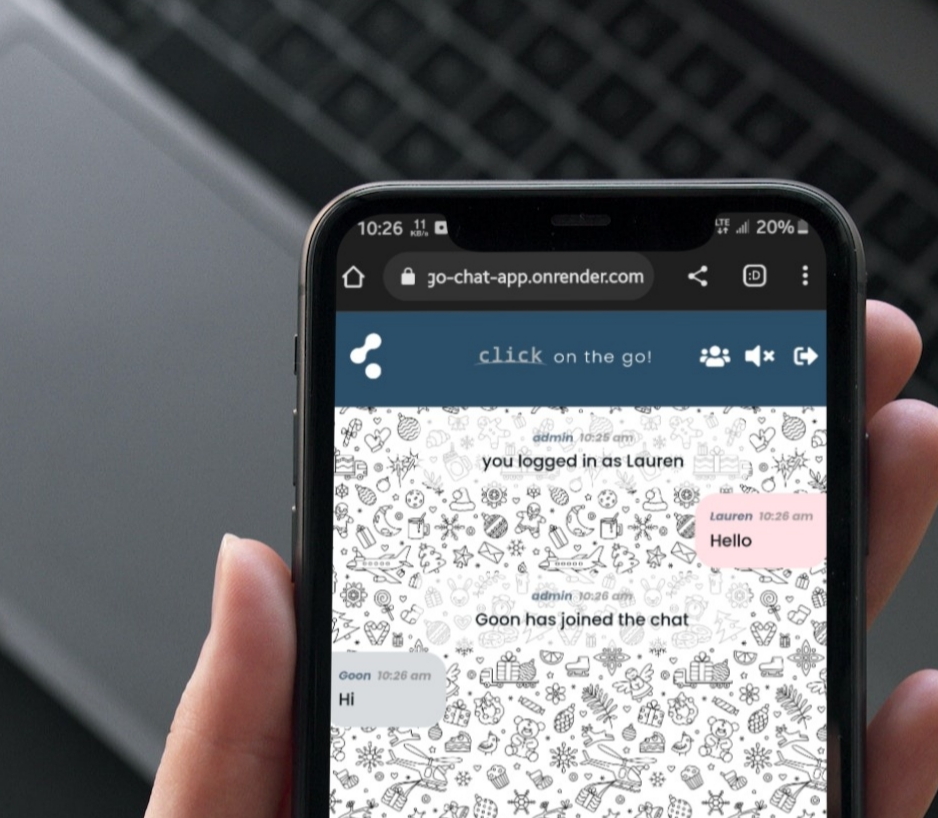 10:26 11 KB/s LTE 20%
go-chat-app.onrender.com :D
click on the go!
admin 10:25 am
you logged in as Lauren
Lauren 10:26 am
Hello
admin 10:26 am
Goon has joined the chat
Goon 10:26 am
Hi